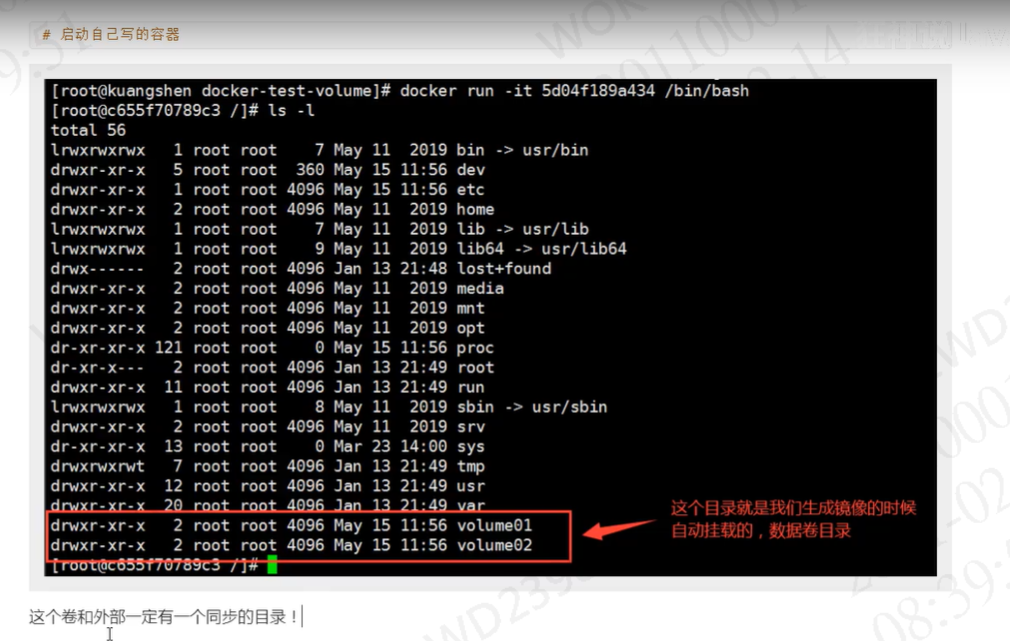 # 启动自己写的容器
[root@kuangshen docker-test-volume]# docker run -it 5d04f189a434 /bin/bash
[root@c655f70789c3 /]# ls -l
total 56
lrwxrwxrwx   1 root root    7 May 11  2019 bin -> usr/bin
drwxr-xr-x   5 root root  360 May 15 11:56 dev
drwxr-xr-x   1 root root 4096 May 15 11:56 etc
drwxr-xr-x   2 root root 4096 May 11  2019 home
lrwxrwxrwx   1 root root    7 May 11  2019 lib -> usr/lib
lrwxrwxrwx   1 root root    9 May 11  2019 lib64 -> usr/lib64
drwx------   2 root root 4096 Jan 13 21:48 lost+found
drwxr-xr-x   2 root root 4096 May 11  2019 media
drwxr-xr-x   2 root root 4096 May 11  2019 mnt
drwxr-xr-x   2 root root 4096 May 11  2019 opt
dr-xr-xr-x 121 root root    0 May 15 11:56 proc
dr-xr-x---   2 root root 4096 Jan 13 21:49 root
drwxr-xr-x  11 root root 4096 Jan 13 21:49 run
lrwxrwxrwx   1 root root    8 May 11  2019 sbin -> usr/sbin
drwxr-xr-x   2 root root 4096 May 11  2019 srv
dr-xr-xr-x  13 root root    0 Mar 23 14:00 sys
drwxrwxrwt   7 root root 4096 Jan 13 21:49 tmp
drwxr-xr-x  12 root root 4096 Jan 13 21:49 usr
drwxr-xr-x  20 root root 4096 Jan 13 21:49 var
drwxr-xr-x   2 root root 4096 May 15 11:56 volume01
drwxr-xr-x   2 root root 4096 May 15 11:56 volume02
[root@c655f70789c3 /]#
这个目录就是我们生成镜像的时候
自动挂载的，数据卷目录
这个卷和外部一定有一个同步的目录！